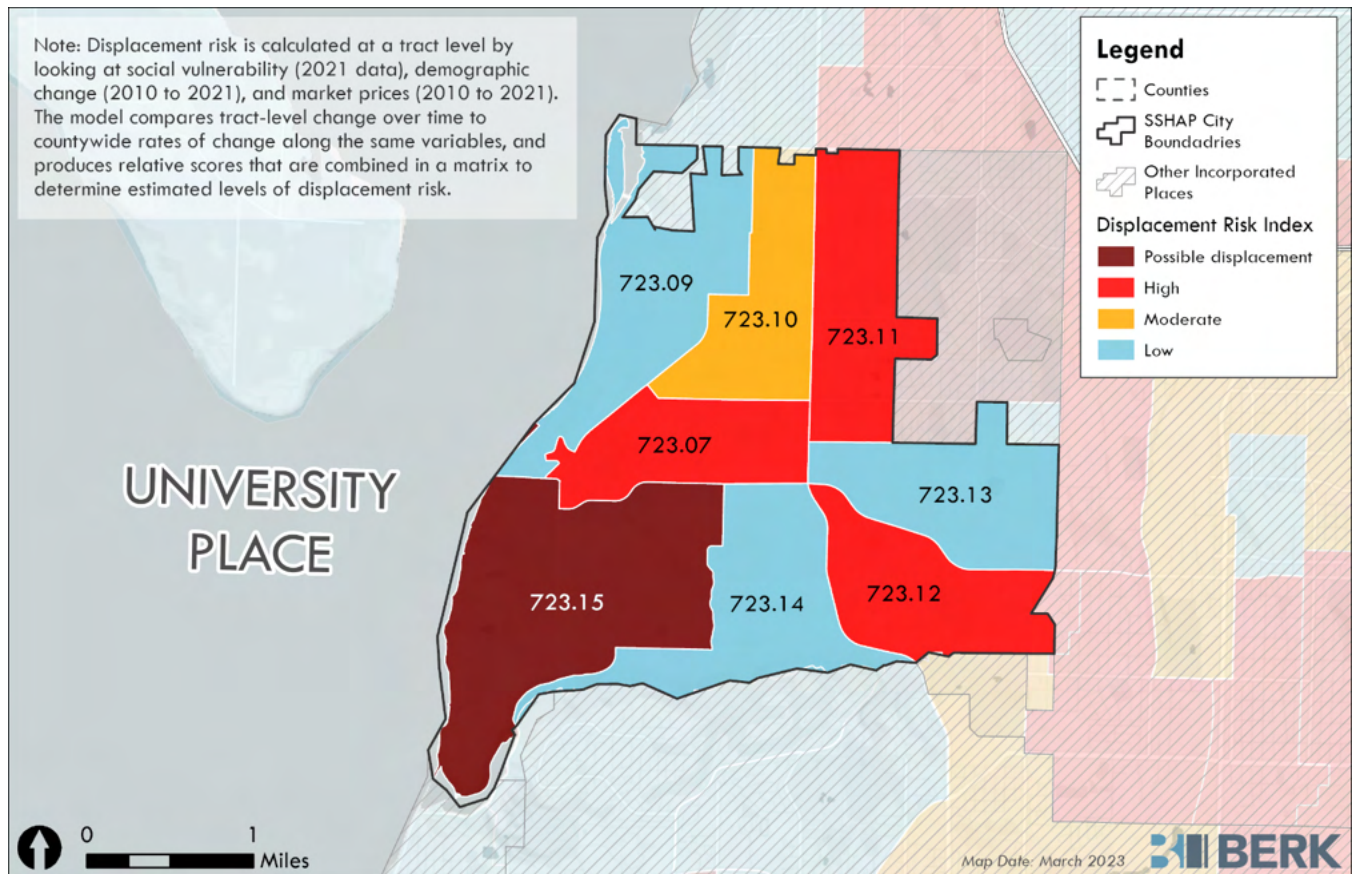 Note: Displacement risk is calculated at a tract level by
looking at social vulnerability (2021 data), demographic
change (2010 to 2021), and market prices (2010 to 2021).
The model compares tract-level change over time to
countywide rates of change along the same variables, and
produces relative scores that are combined in a matrix to
determine estimated levels of displacement risk.
Legend
Counties
SSHAP City
Boundadries
Other Incorporated
Places
Displacement Risk Index
Possible displacement
High
Moderate
Low
723.09
723.10
723.11
723.07
723.13
UNIVERSITY
PLACE
723.15
723.14
723.12
0 1
Miles
Map Date: March 2023
BERK